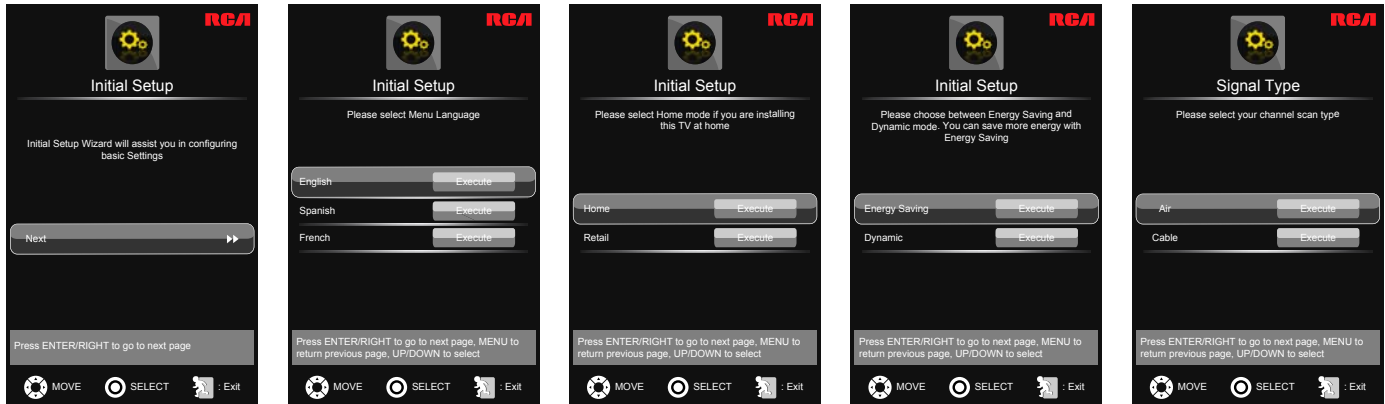 RCA
Initial Setup
Initial Setup Wizard will assist you in configuring
basic Settings
Next
Press ENTER/RIGHT to go to next page
MOVE SELECT : Exit
RCA
Initial Setup
Please select Menu Language
English Execute
Spanish Execute
French Execute
Press ENTER/RIGHT to go to next page, MENU to
return previous page, UP/DOWN to select
MOVE SELECT : Exit
RCA
Initial Setup
Please select Home mode if you are installing
this TV at home
Home Execute
Retail Execute
Press ENTER/RIGHT to go to next page, MENU to
return previous page, UP/DOWN to select
MOVE SELECT : Exit
RCA
Initial Setup
Please choose between Energy Saving and
Dynamic mode. You can save more energy with
Energy Saving
Energy Saving Execute
Dynamic Execute
Press ENTER/RIGHT to go to next page, MENU to
return previous page, UP/DOWN to select
MOVE SELECT : Exit
RCA
Signal Type
Please select your channel scan type
Air Execute
Cable Execute
Press ENTER/RIGHT to go to next page, MENU to
return previous page, UP/DOWN to select
MOVE SELECT : Exit